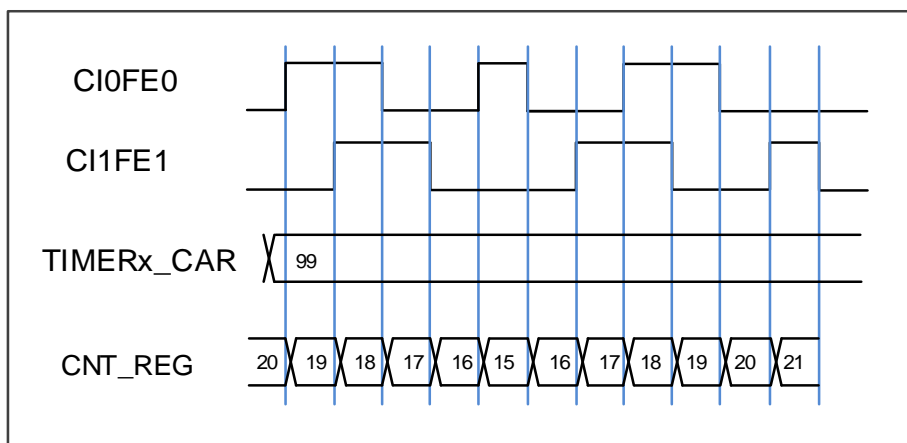 CI0FE0
CI1FE1
TIMERx_CAR 99
CNT_REG 20 19 18 17 16 15 16 17 18 19 20 21